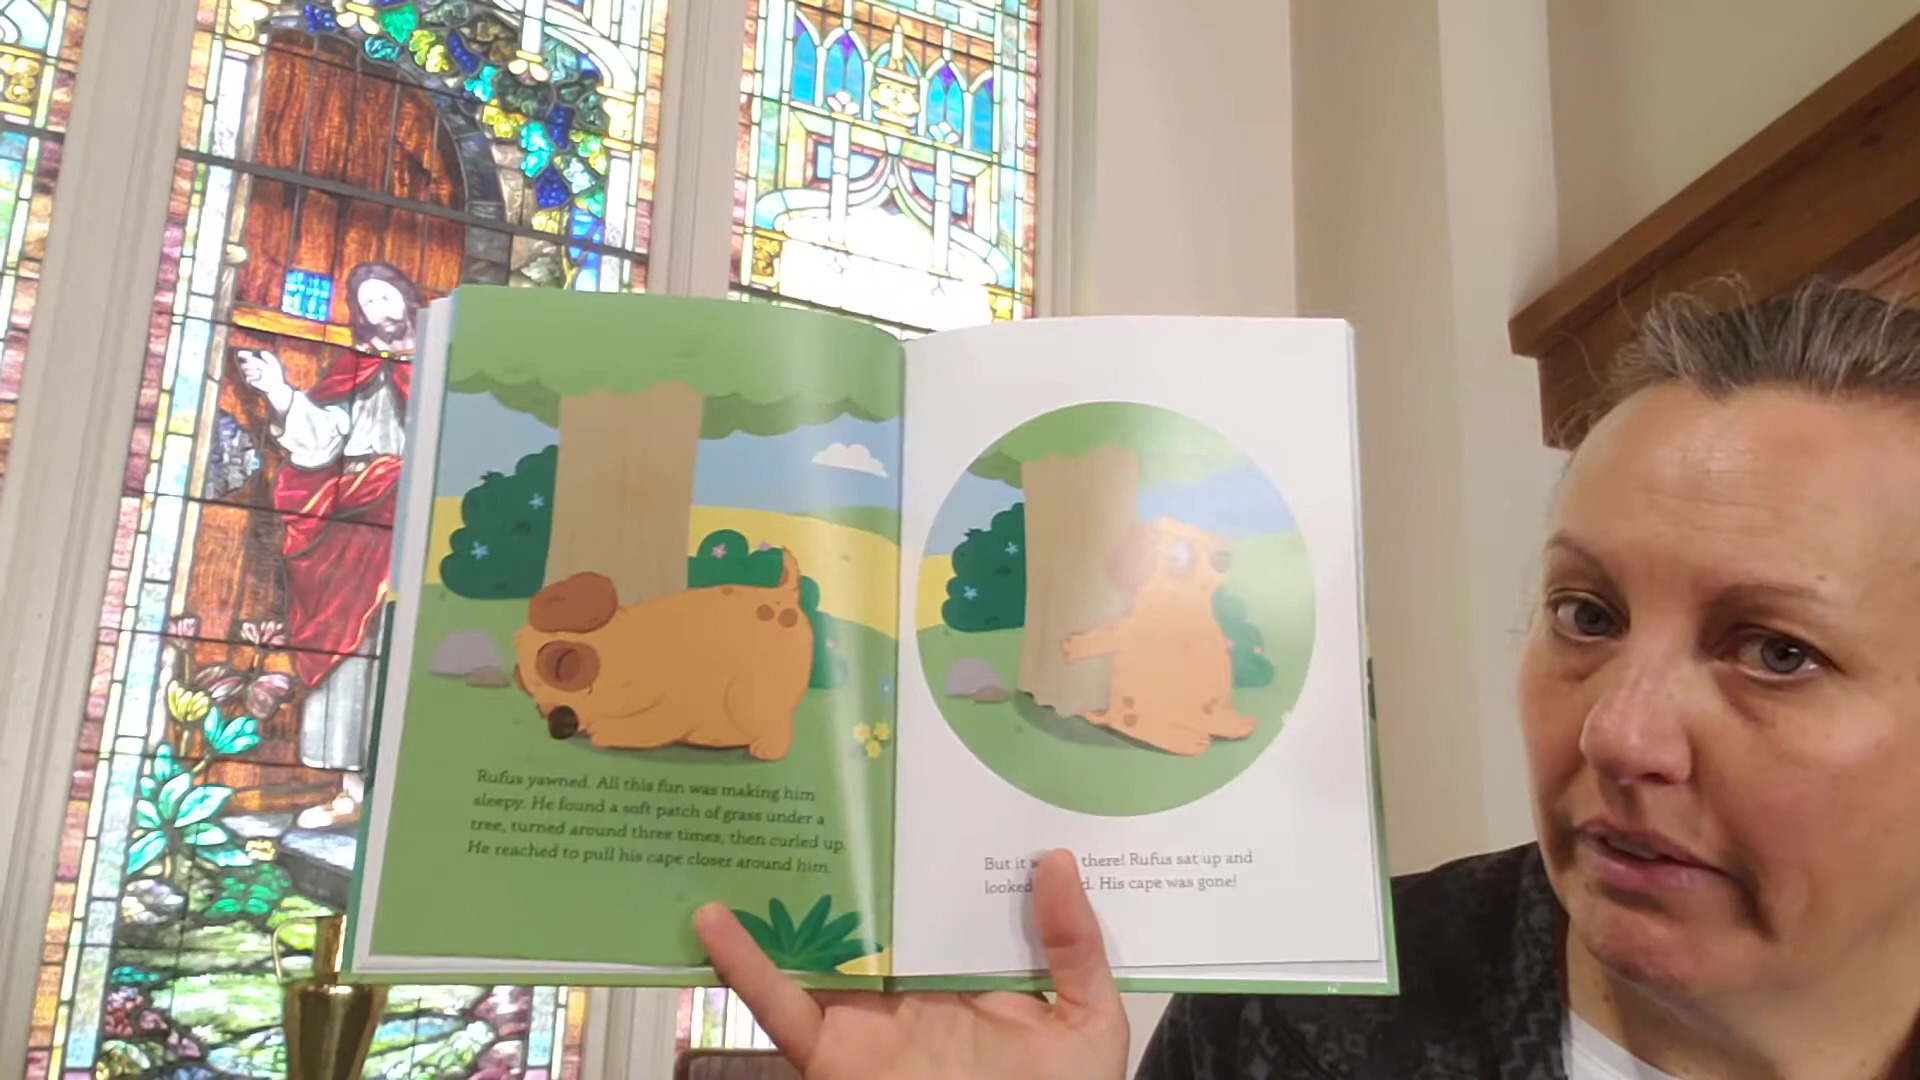 Rufus yawned. All this fun was making him
sleepy. He found a soft patch of grass under a
tree, turned around three times, then curled up.
He reached to pull his cape closer around him.
But it there! Rufus sat up and
looked His cape was gone!